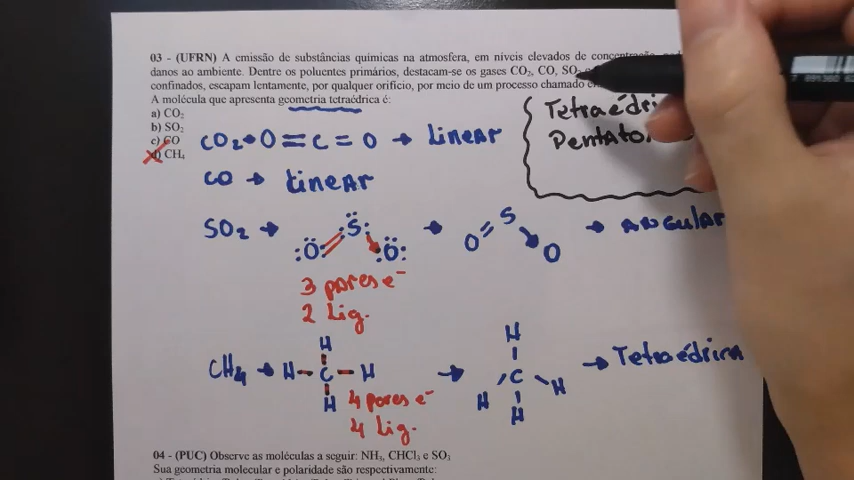 03 - (UFRN) A emissão de substâncias químicas na atmosfera, em níveis elevados de concentração,
danos ao ambiente. Dentre os poluentes primários, destacam-se os gases CO₂, CO, SO₂
confinados, escapam lentamente, por qualquer orifício, por meio de um processo chamado
A molécula que apresenta geometria tetraédrica é:
a) CO₂
b) SO₂
c) CO
d) CH₄
Tetraédri
Pentato
CO₂ → O = C = O → Linear
CO → Linear
SO₂ → :Ö = S̈: → Ö: → O = S → O → Angular
3 pares e⁻
2 Lig.
CH₄ → H - C - H → Tetraédrica
H
H
4 pares e⁻
4 Lig.
H
C
H
H
H
04 - (PUC) Observe as moléculas a seguir: NH₃, CHCl₃ e SO₃
Sua geometria molecular e polaridade são respectivamente: